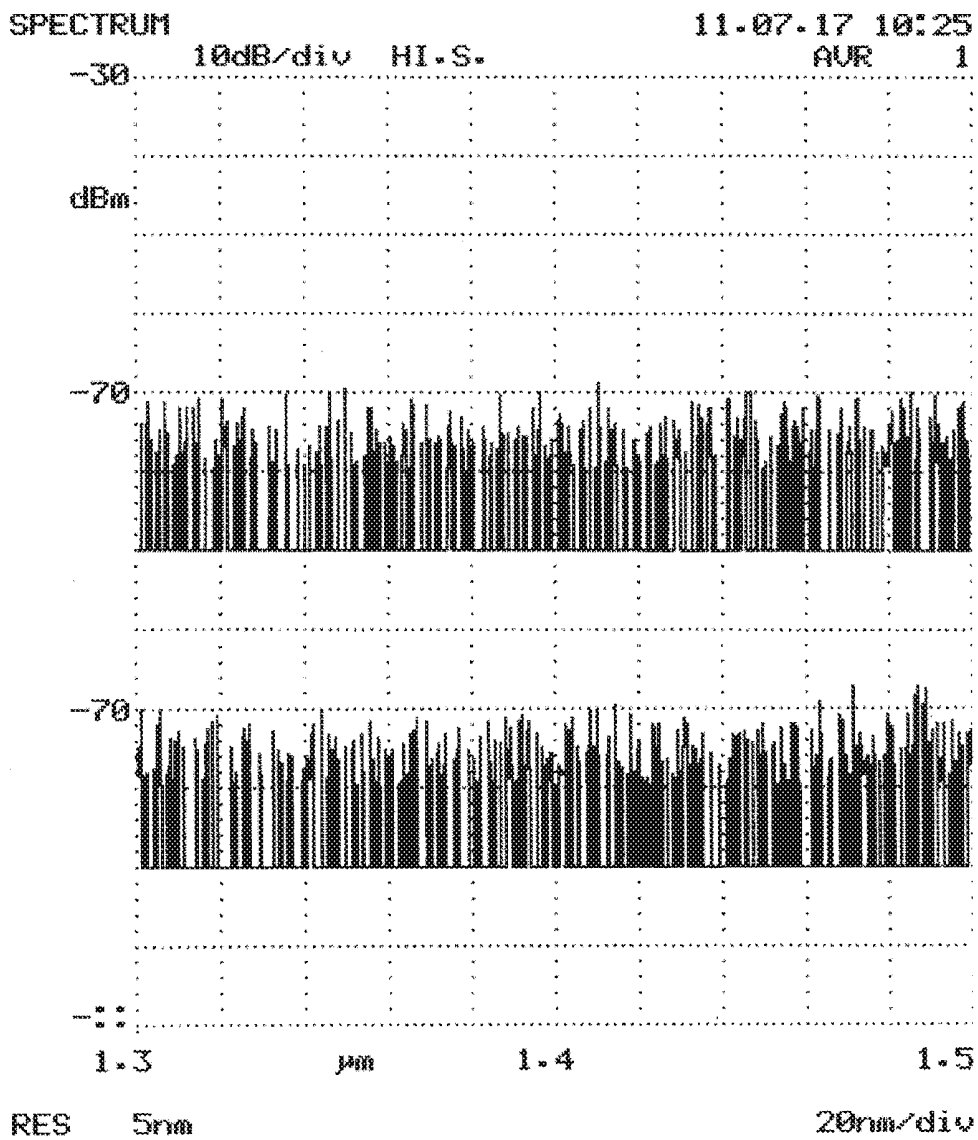 SPECTRUM 11.07.17 10:25
10dB/div HI.S. AVR 1
-30
dBm
-70
-70
1.3 µm 1.4 1.5
RES 5nm 20nm/div